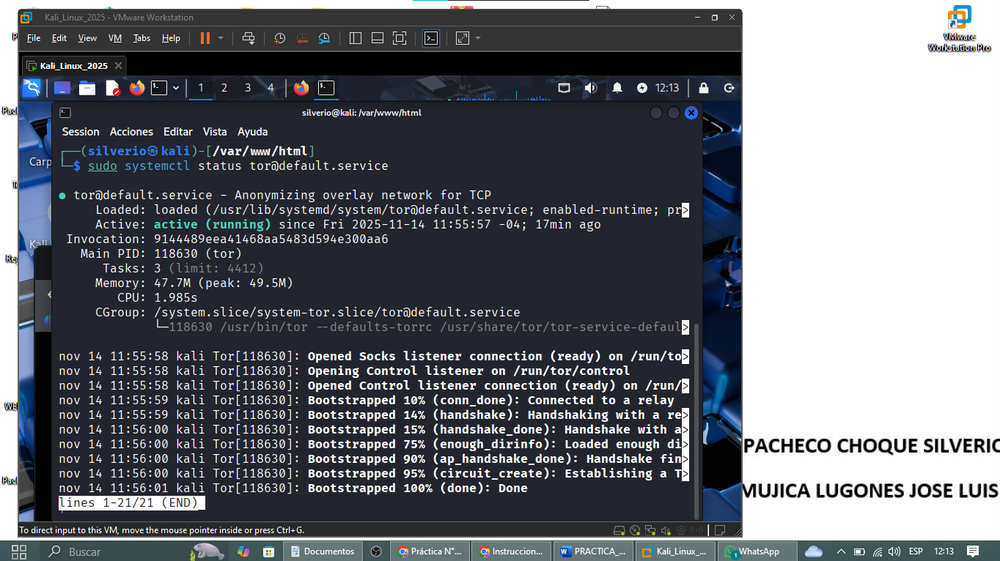 Kali_Linux_2025 - VMware Workstation
File Edit View VM Tabs Help
Kali_Linux_2025
1 2 3 4 12:13
silverio@kali: /var/www/html
Session Acciones Editar Vista Ayuda
┌──(silverio㉿kali)-[/var/www/html]
└─$ sudo systemctl status tor@default.service
● tor@default.service - Anonymizing overlay network for TCP
Loaded: loaded (/usr/lib/systemd/system/tor@default.service; enabled-runtime; pr>
Active: active (running) since Fri 2025-11-14 11:55:57 -04; 17min ago
Invocation: 9144489eea41468aa5483d594e300aa6
Main PID: 118630 (tor)
Tasks: 3 (limit: 4412)
Memory: 47.7M (peak: 49.5M)
CPU: 1.985s
CGroup: /system.slice/system-tor.slice/tor@default.service
└─118630 /usr/bin/tor --defaults-torrc /usr/share/tor/tor-service-defaul>
nov 14 11:55:58 kali Tor[118630]: Opened Socks listener connection (ready) on /run/to>
nov 14 11:55:58 kali Tor[118630]: Opening Control listener on /run/tor/control
nov 14 11:55:58 kali Tor[118630]: Opened Control listener connection (ready) on /run/>
nov 14 11:55:59 kali Tor[118630]: Bootstrapped 10% (conn_done): Connected to a relay
nov 14 11:55:59 kali Tor[118630]: Bootstrapped 14% (handshake): Handshaking with a re>
nov 14 11:56:00 kali Tor[118630]: Bootstrapped 15% (handshake_done): Handshake with a>
nov 14 11:56:00 kali Tor[118630]: Bootstrapped 75% (enough_dirinfo): Loaded enough di>
nov 14 11:56:00 kali Tor[118630]: Bootstrapped 90% (ap_handshake_done): Handshake fin>
nov 14 11:56:00 kali Tor[118630]: Bootstrapped 95% (circuit_create): Establishing a T>
nov 14 11:56:01 kali Tor[118630]: Bootstrapped 100% (done): Done
lines 1-21/21 (END)
To direct input to this VM, move the mouse pointer inside or press Ctrl+G.
VMware
Workstation Pro
PACHECO CHOQUE SILVERIO
MUJICA LUGONES JOSE LUIS
Carp
Kali
Buscar
Documentos
Práctica N°...
Instruccion...
PRACTICA_...
Kali_Linux_...
1
WhatsApp
ESP
12:13